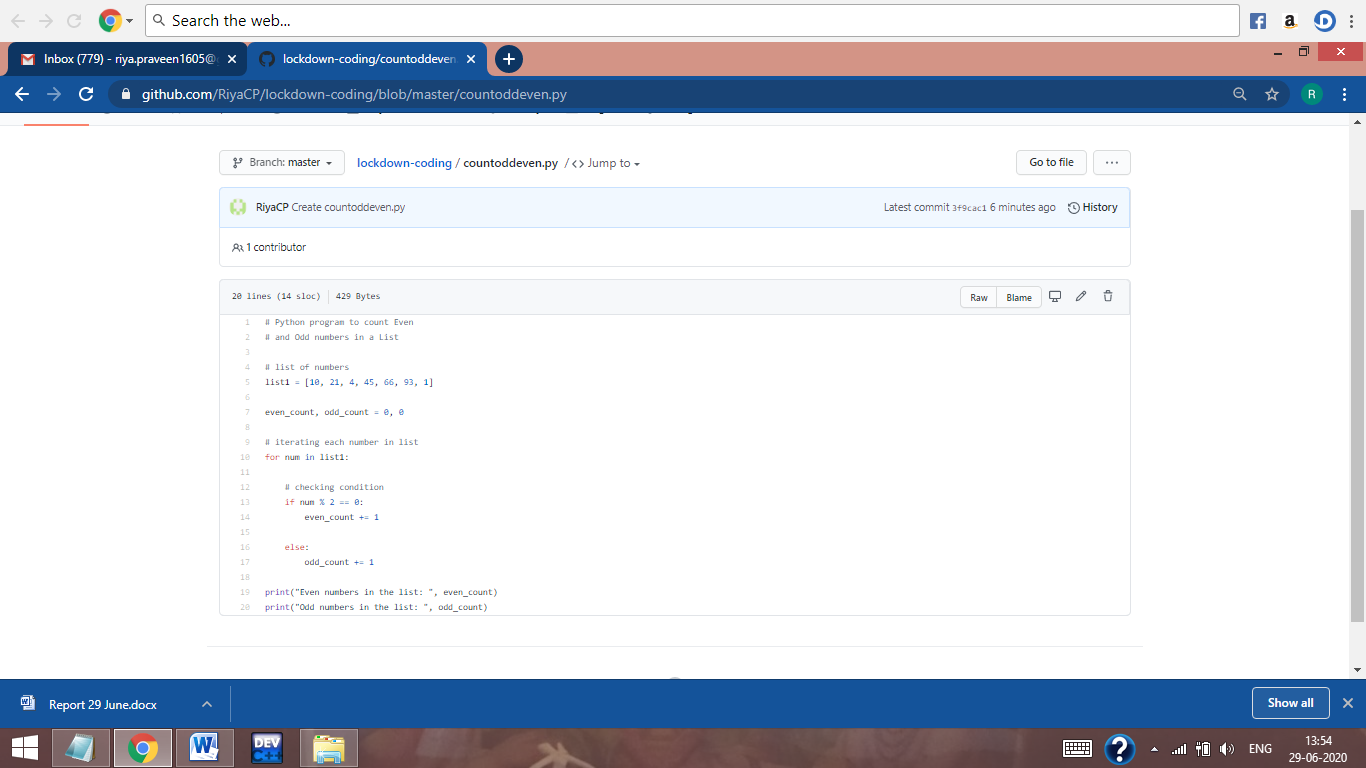 Search the web...
Inbox (779) - riya.praveen1605@
lockdown-coding/countoddeven.
github.com/RiyaCP/lockdown-coding/blob/master/countoddeven.py
R
Branch: master
lockdown-coding / countoddeven.py / <> Jump to
Go to file
...
RiyaCP Create countoddeven.py
Latest commit 3f9cac1 6 minutes ago
History
1 contributor
20 lines (14 sloc) | 429 Bytes
Raw
Blame
1 # Python program to count Even
2 # and Odd numbers in a List
3
4 # list of numbers
5 list1 = [10, 21, 4, 45, 66, 93, 1]
6
7 even_count, odd_count = 0, 0
8
9 # iterating each number in list
10 for num in list1:
11
12     # checking condition
13     if num % 2 == 0:
14         even_count += 1
15
16     else:
17         odd_count += 1
18
19 print("Even numbers in the list: ", even_count)
20 print("Odd numbers in the list: ", odd_count)
Report 29 June.docx
Show all
DEV
C++
ENG
13:54
29-06-2020